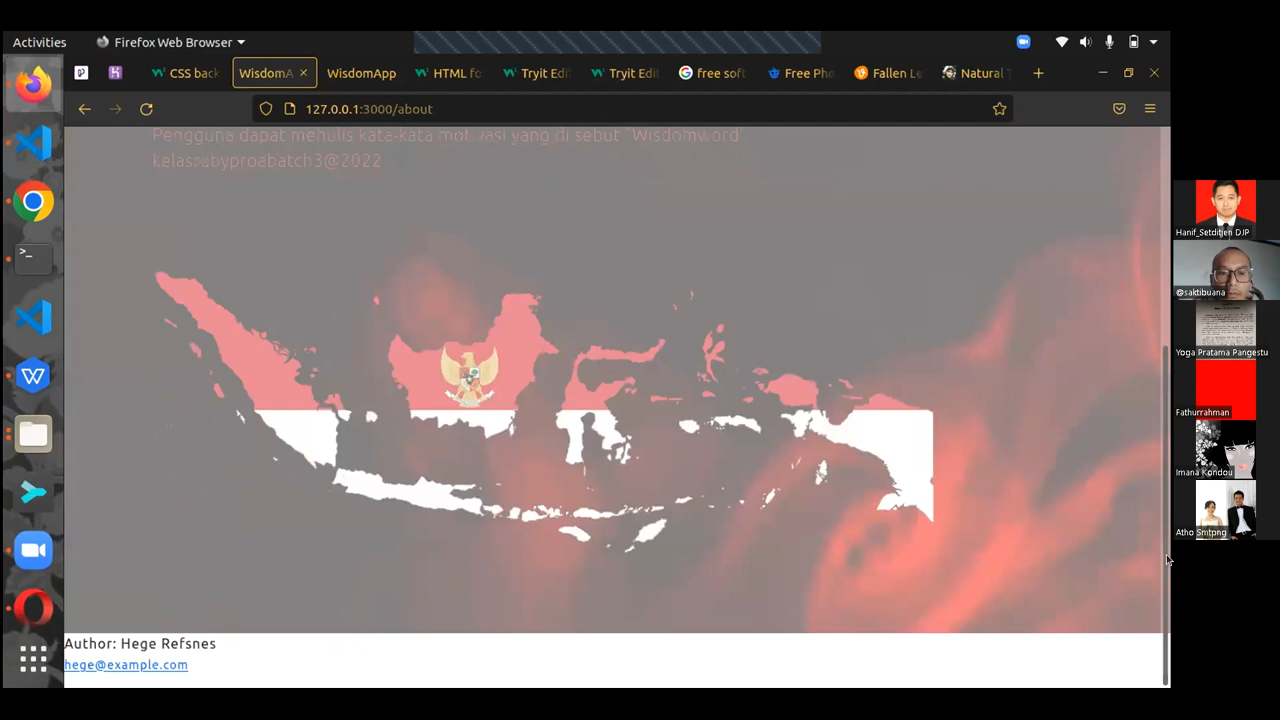 Activities
Firefox Web Browser
CSS back
WisdomA
WisdomApp
HTML fo
Tryit Edi
Tryit Edi
free soft
Free Pho
Fallen Le
Natural T
127.0.0.1:3000/about
Pengguna dapat menulis kata-kata motivasi yang di sebut "Wisdomword
kelasrubyproabatch3@2022
Author: Hege Refsnes
hege@example.com
Hanif_Setditjen DJP
@saktibuana
Yoga Pratama Pangestu
Fathurrahman
Imana Kondou
Atho Smtpng